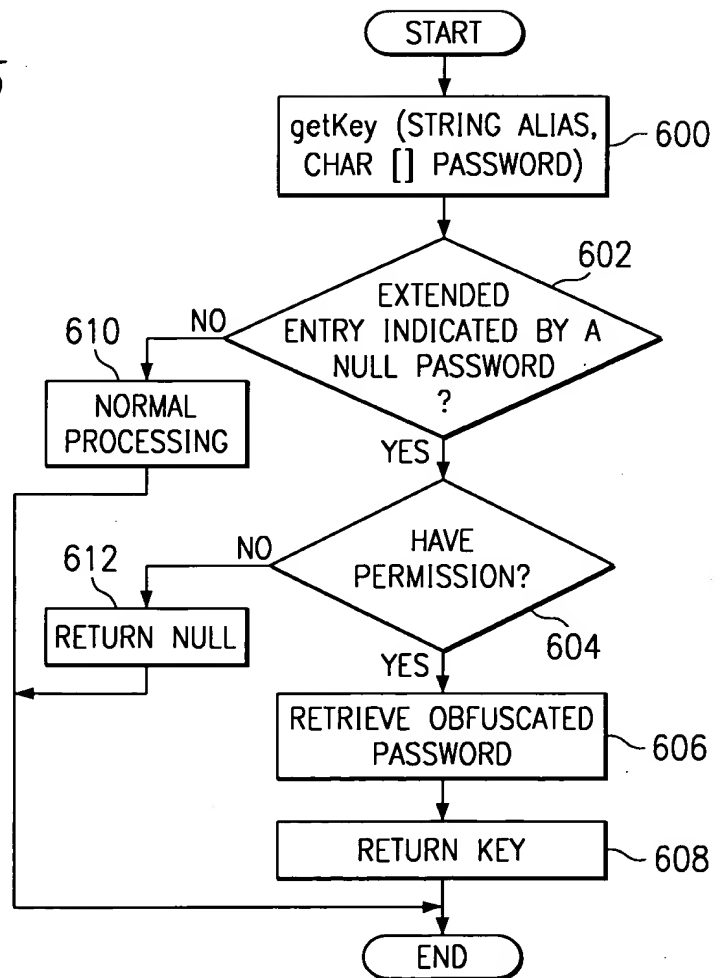 START
getKey (STRING ALIAS,
CHAR [] PASSWORD)
600
602
EXTENDED
ENTRY INDICATED BY A
NULL PASSWORD
?
NO
610
NORMAL
PROCESSING
YES
HAVE
PERMISSION?
NO
612
RETURN NULL
604
YES
RETRIEVE OBFUSCATED
PASSWORD
606
RETURN KEY
608
END